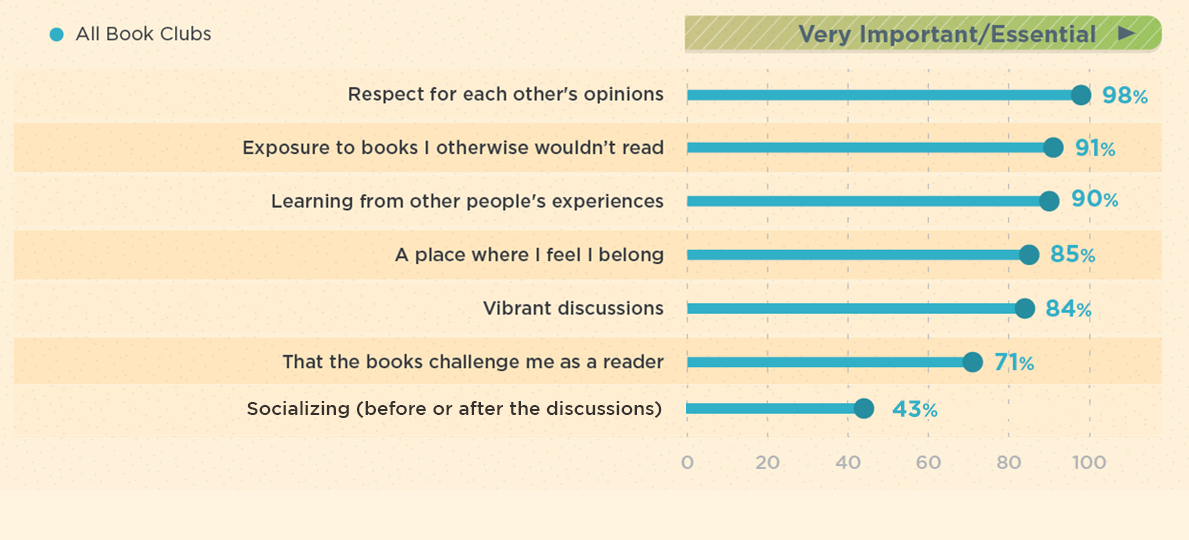 All Book Clubs
Very Important/Essential
Respect for each other's opinions 98%
Exposure to books I otherwise wouldn’t read 91%
Learning from other people's experiences 90%
A place where I feel I belong 85%
Vibrant discussions 84%
That the books challenge me as a reader 71%
Socializing (before or after the discussions) 43%
0 20 40 60 80 100